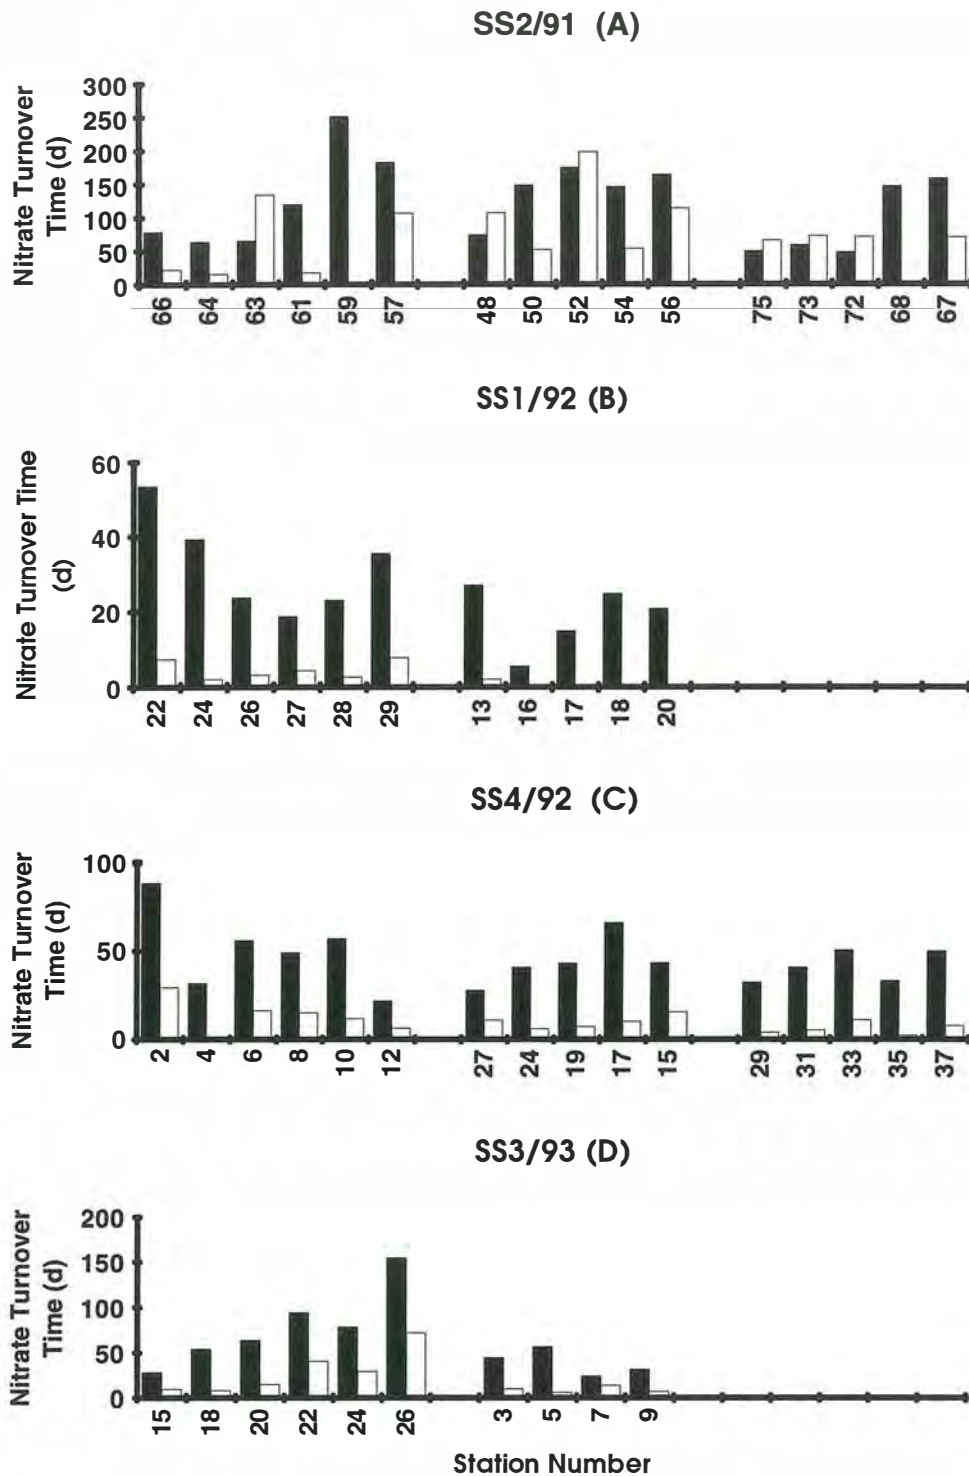 SS2/91 (A)
Nitrate Turnover
Time (d)
300
250
200
150
100
50
0
66 64 63 61 59 57 48 50 52 54 56 75 73 72 68 67
SS1/92 (B)
Nitrate Turnover Time
(d)
60
40
20
0
22 24 26 27 28 29 13 16 17 18 20
SS4/92 (C)
Nitrate Turnover
Time (d)
100
50
0
2 4 6 8 10 12 27 24 19 17 15 29 31 33 35 37
SS3/93 (D)
Nitrate Turnover
Time (d)
200
150
100
50
0
15 18 20 22 24 26 3 5 7 9
Station Number